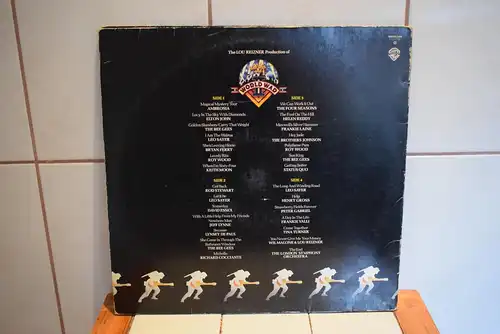 The LOU REIZNER Production of
ALL THIS AND
WORLD WAR
II
SIDE 1
Magical Mystery Tour
AMBROSIA
Lucy In The Sky With Diamonds
ELTON JOHN
Golden Slumbers/Carry That Weight
THE BEE GEES
I Am The Walrus
LEO SAYER
She's Leaving Home
BRYAN FERRY
Lovely Rita
ROY WOOD
When I'm Sixty-Four
KEITH MOON
SIDE 2
Get Back
ROD STEWART
Let It Be
LEO SAYER
Yesterday
DAVID ESSEX
With A Little Help From My Friends
Nowhere Man
JEFF LYNNE
Because
LYNSEY DE PAUL
She Came In Through The
Bathroom Window
THE BEE GEES
Michelle
RICHARD COCCIANTE
SIDE 3
We Can Work It Out
THE FOUR SEASONS
The Fool On The Hill
HELEN REDDY
Maxwell's Silver Hammer
FRANKIE LAINE
Hey Jude
THE BROTHERS JOHNSON
Polythene Pam
ROY WOOD
Sun King
THE BEE GEES
Getting Better
STATUS QUO
SIDE 4
The Long And Winding Road
LEO SAYER
Help
HENRY GROSS
Strawberry Fields Forever
PETER GABRIEL
A Day In The Life
FRANKIE VALLI
Come Together
TINA TURNER
You Never Give Me Your Money
WIL MALONE & LOU REIZNER
The End
THE LONDON SYMPHONY
ORCHESTRA